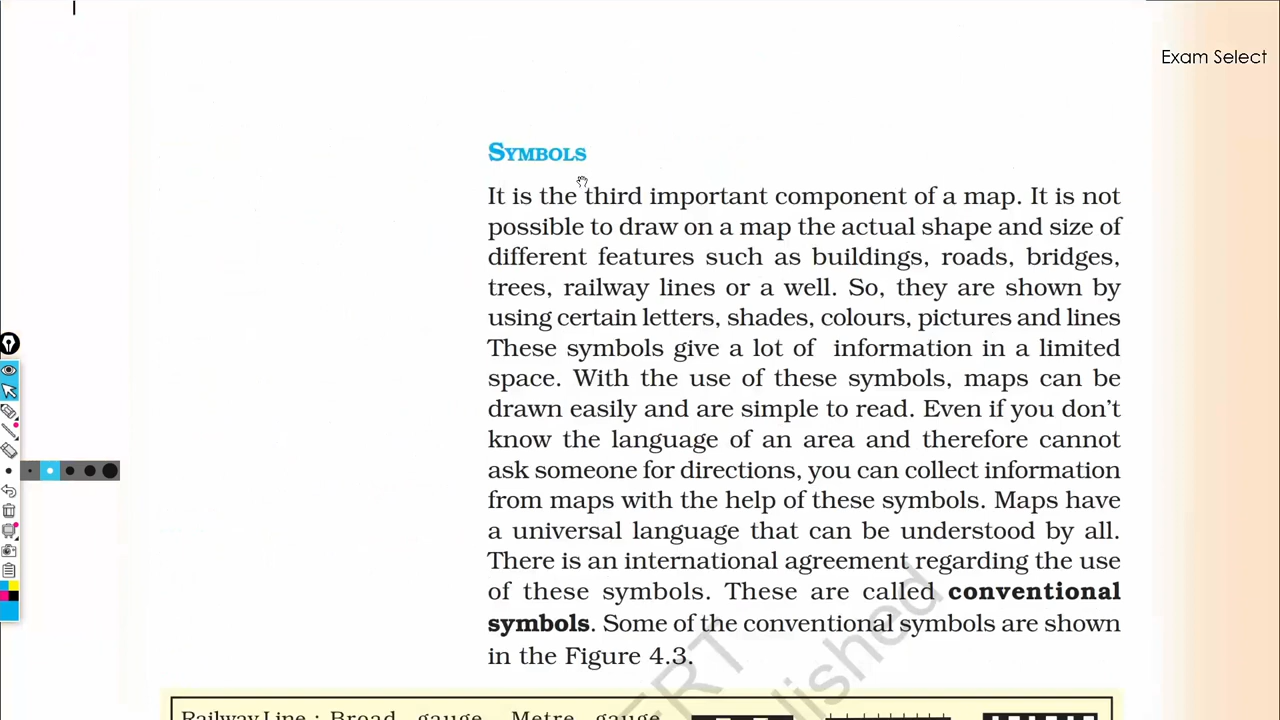 Exam Select
SYMBOLS
It is the third important component of a map. It is not
possible to draw on a map the actual shape and size of
different features such as buildings, roads, bridges,
trees, railway lines or a well. So, they are shown by
using certain letters, shades, colours, pictures and lines
These symbols give a lot of information in a limited
space. With the use of these symbols, maps can be
drawn easily and are simple to read. Even if you don't
know the language of an area and therefore cannot
ask someone for directions, you can collect information
from maps with the help of these symbols. Maps have
a universal language that can be understood by all.
There is an international agreement regarding the use
of these symbols. These are called conventional
symbols. Some of the conventional symbols are shown
in the Figure 4.3.
Railway Line : Broad gauge, Metre gauge